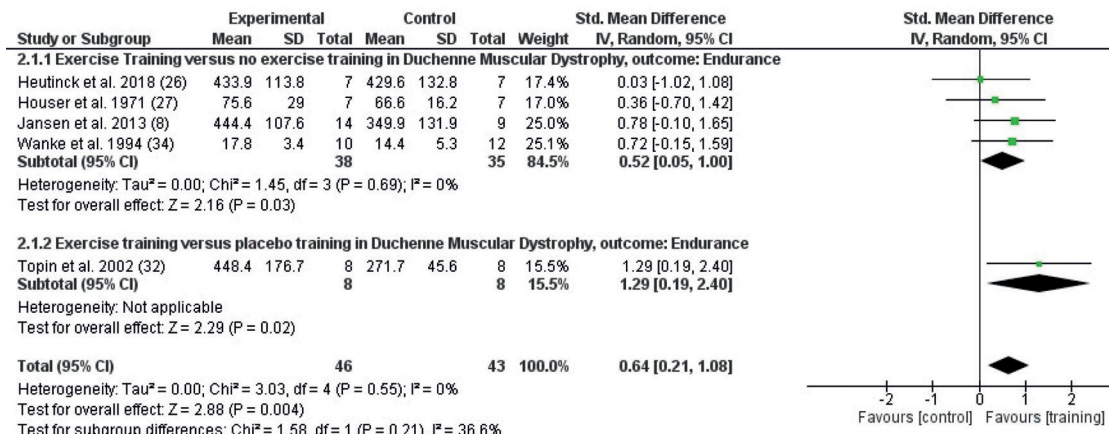 Experimental Control Std. Mean Difference Std. Mean Difference
Study or Subgroup Mean SD Total Mean SD Total Weight IV, Random, 95% CI IV, Random, 95% CI
2.1.1 Exercise Training versus no exercise training in Duchenne Muscular Dystrophy, outcome: Endurance
Heutinck et al. 2018 (26) 433.9 113.8 7 429.6 132.8 7 17.4% 0.03 [-1.02, 1.08]
Houser et al. 1971 (27) 75.6 29 7 66.6 16.2 7 17.0% 0.36 [-0.70, 1.42]
Jansen et al. 2013 (8) 444.4 107.6 14 349.9 131.9 9 25.0% 0.78 [-0.10, 1.65]
Wanke et al. 1994 (34) 17.8 3.4 10 14.4 5.3 12 25.1% 0.72 [-0.15, 1.59]
Subtotal (95% CI) 38 35 84.5% 0.52 [0.05, 1.00]
Heterogeneity: Tau² = 0.00; Chi² = 1.45, df = 3 (P = 0.69); I² = 0%
Test for overall effect: Z = 2.16 (P = 0.03)
2.1.2 Exercise training versus placebo training in Duchenne Muscular Dystrophy, outcome: Endurance
Topin et al. 2002 (32) 448.4 176.7 8 271.7 45.6 8 15.5% 1.29 [0.19, 2.40]
Subtotal (95% CI) 8 8 15.5% 1.29 [0.19, 2.40]
Heterogeneity: Not applicable
Test for overall effect: Z = 2.29 (P = 0.02)
Total (95% CI) 46 43 100.0% 0.64 [0.21, 1.08]
Heterogeneity: Tau² = 0.00; Chi² = 3.03, df = 4 (P = 0.55); I² = 0%
Test for overall effect: Z = 2.88 (P = 0.004)
Test for subgroup differences: Chi² = 1.58, df = 1 (P = 0.21), I² = 36.6%
-2 -1 0 1 2
Favours [control] Favours [training]